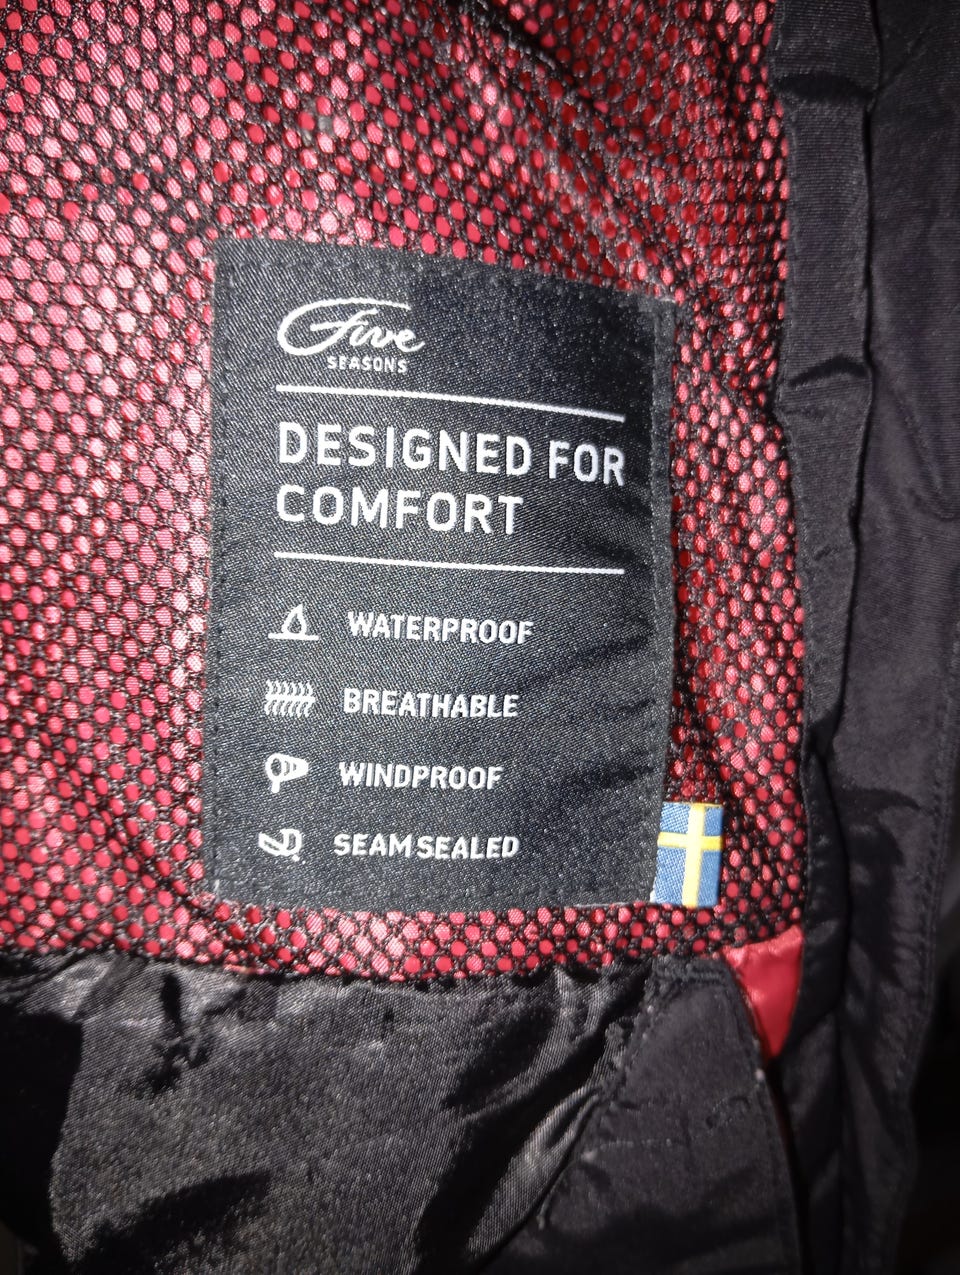 Five
SEASONS
DESIGNED FOR
COMFORT
WATERPROOF
BREATHABLE
WINDPROOF
SEAMSEALED